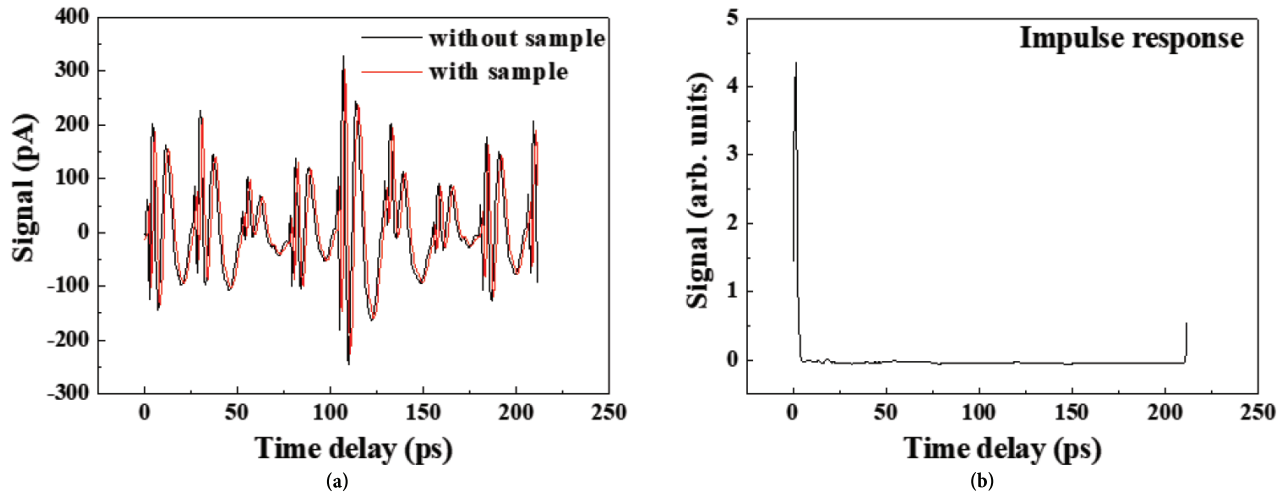 400
300
200
100
0
-100
-200
-300
Signal (pA)
without sample
with sample
0
50
100
150
200
250
Time delay (ps)
(a)
5
4
3
2
1
0
Signal (arb. units)
Impulse response
0
50
100
150
200
250
Time delay (ps)
(b)